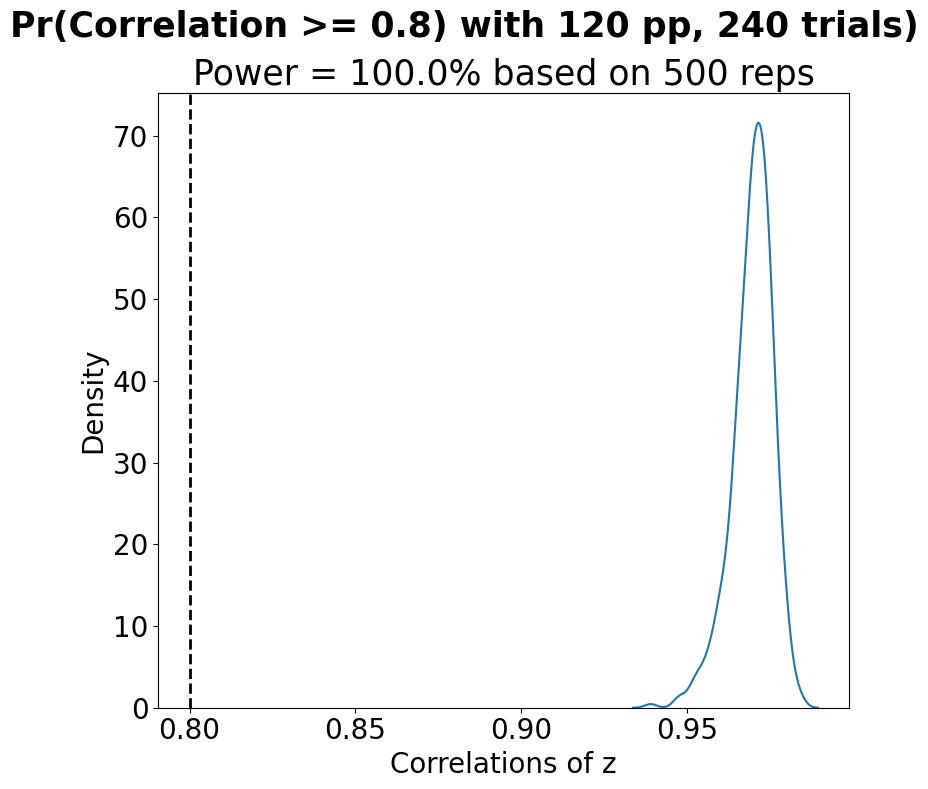 Pr(Correlation >= 0.8) with 120 pp, 240 trials)
Power = 100.0% based on 500 reps
70
60
50
40
30
20
10
0
Density
0.80 0.85 0.90 0.95
Correlations of z